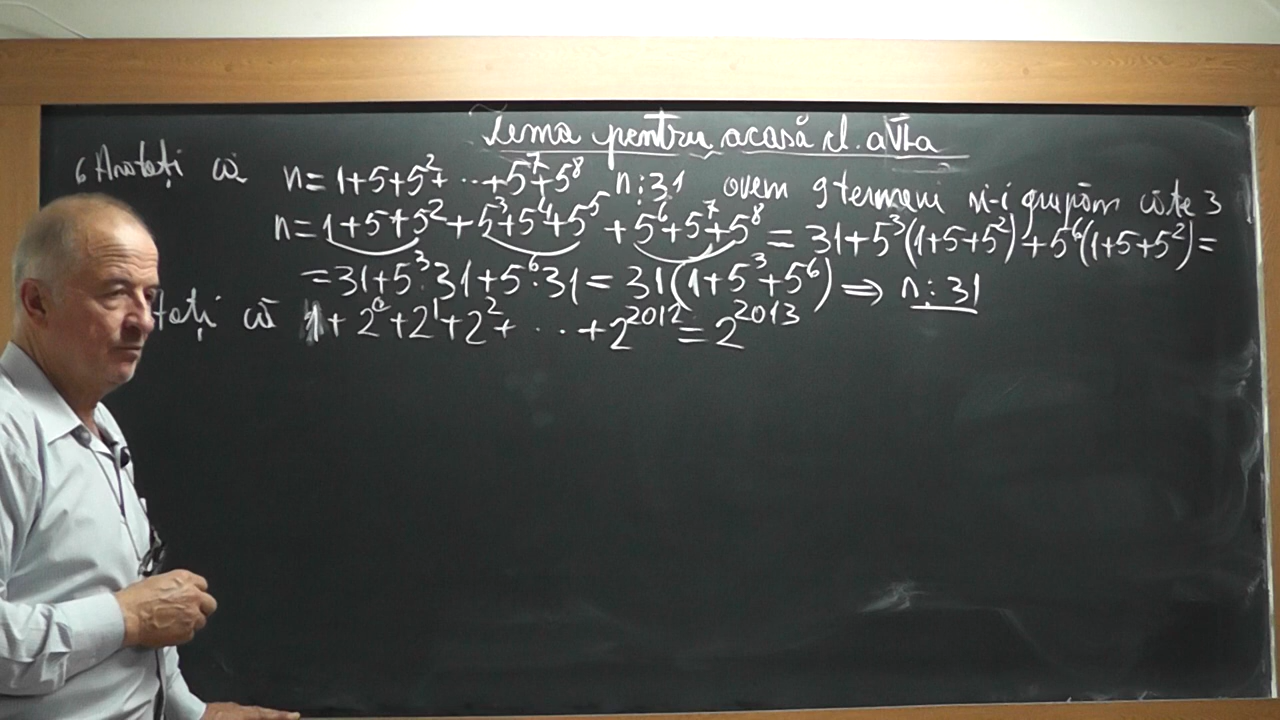 Tema pentru acasă cl. a VI-a
6 Arătați că n = 1+5+5²+ ··· +5⁷+5⁸ n⋮31 avem 9 termeni și-i grupăm câte 3
n = 1+5+5² + 5³+5⁴+5⁵ + 5⁶+5⁷+5⁸ = 31+5³(1+5+5²)+5⁶(1+5+5²) =
= 31+5³·31+5⁶·31 = 31(1+5³+5⁶) ⇒ n⋮31
tați că 1+2⁰+2¹+2²+ ··· +2²⁰¹² = 2²⁰¹³